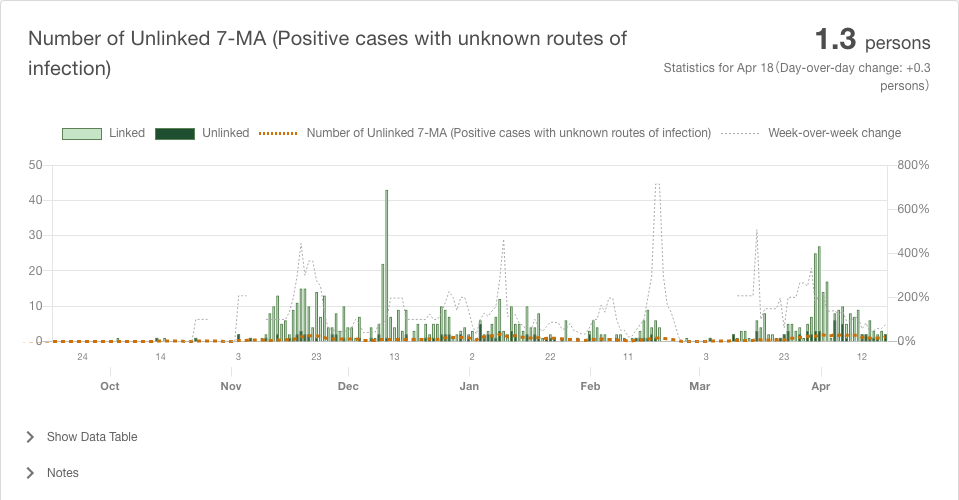 Number of Unlinked 7-MA (Positive cases with unknown routes of
infection)
1.3 persons
Statistics for Apr 18（Day-over-day change: +0.3
persons）
Linked Unlinked Number of Unlinked 7-MA (Positive cases with unknown routes of infection) Week-over-week change
50 800%
40 600%
30 400%
20
10 200%
0 0%
24 14 3 23 13 2 22 11 3 23 12
Oct Nov Dec Jan Feb Mar Apr
Show Data Table
Notes